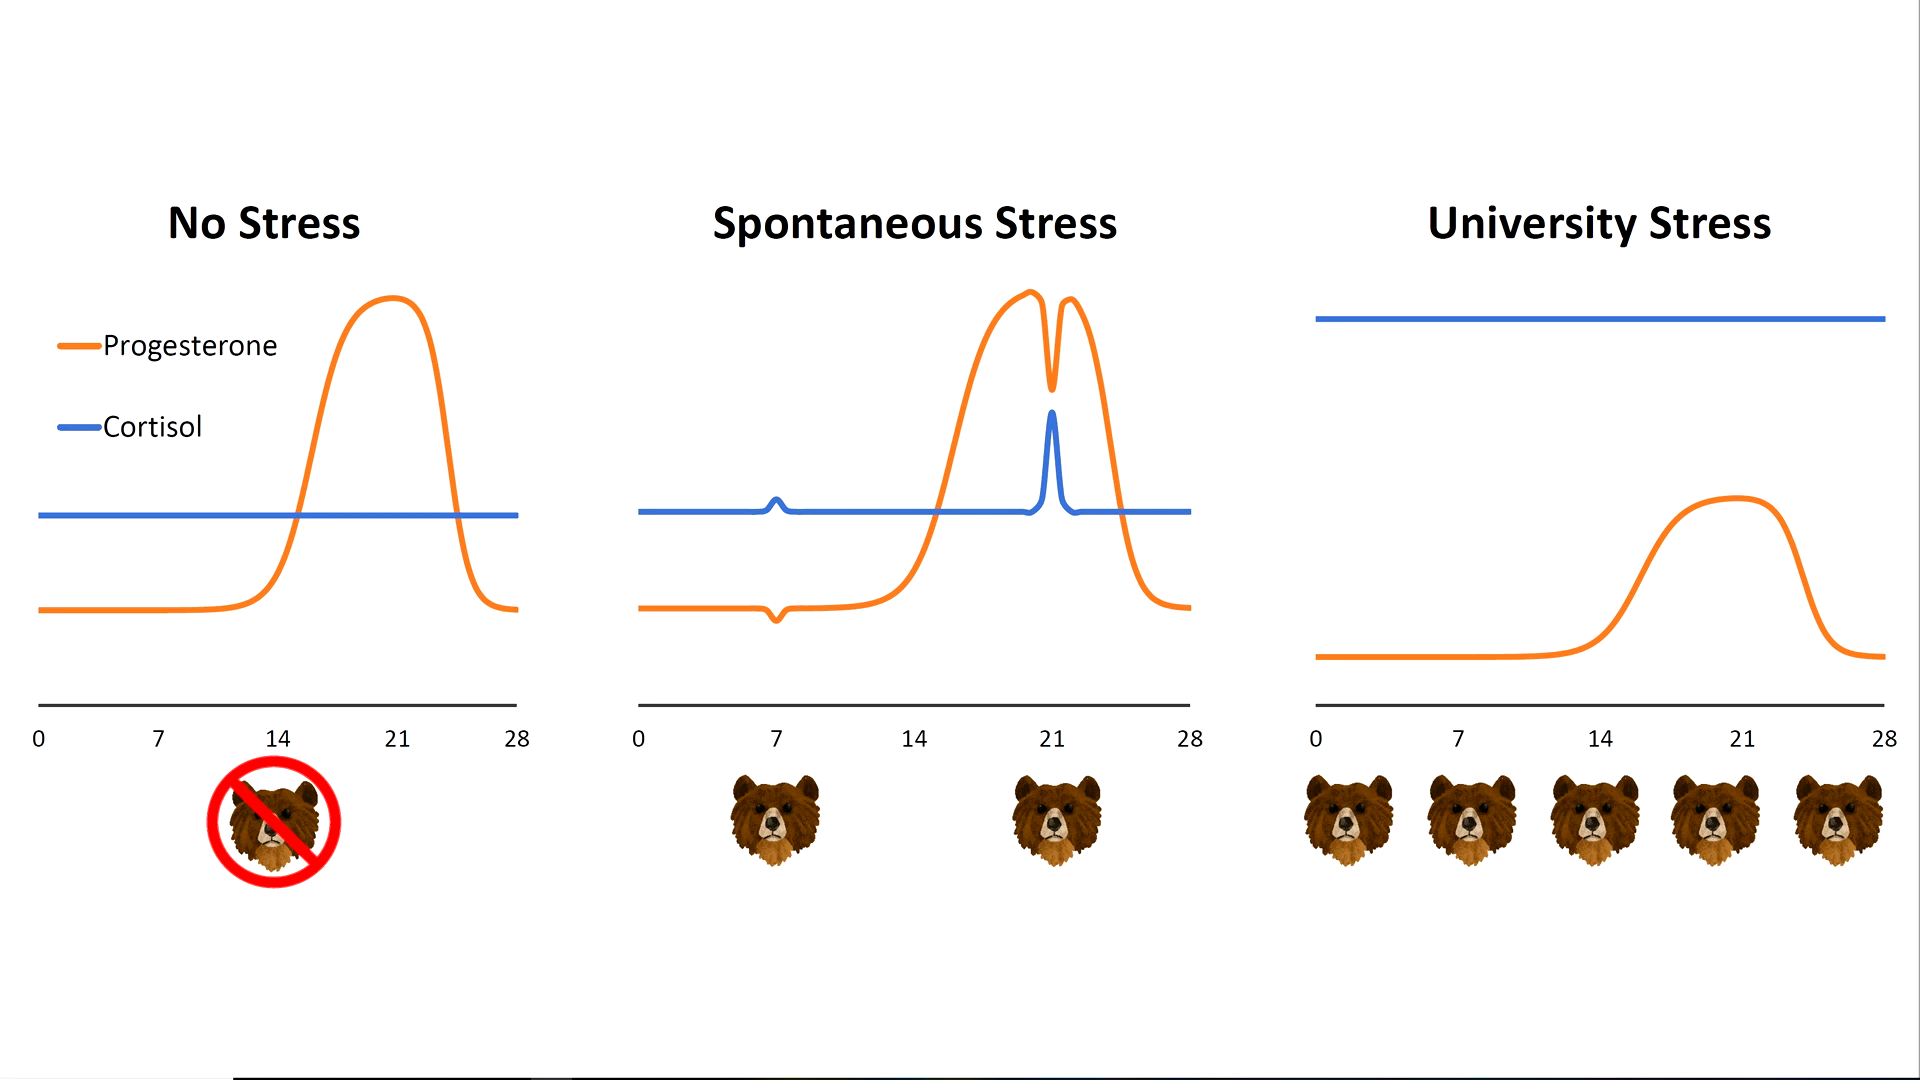 No Stress
Progesterone
Cortisol
0 7 14 21 28
Spontaneous Stress
0 7 14 21 28
University Stress
0 7 14 21 28